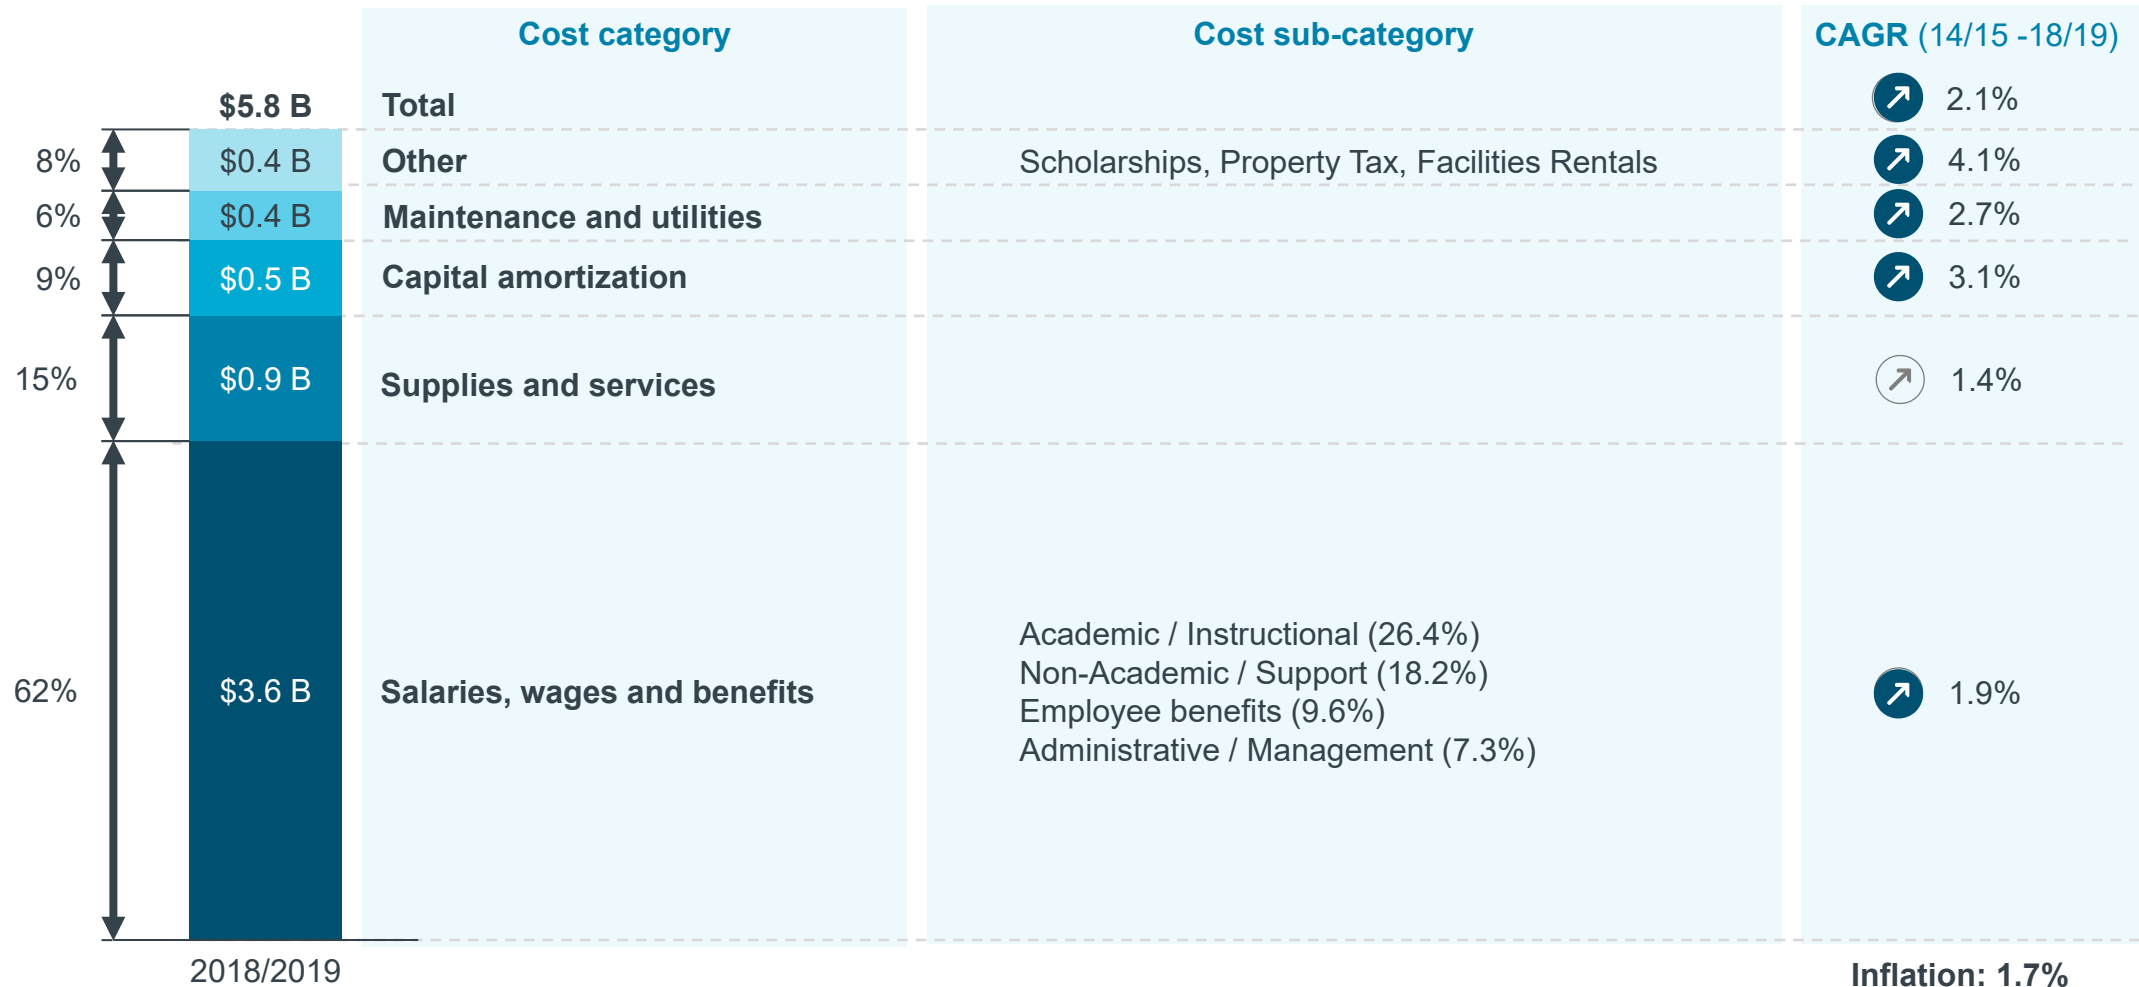 Cost category
Cost sub-category
CAGR (14/15 -18/19)
$5.8 B
Total
2.1%
8%
$0.4 B
Other
Scholarships, Property Tax, Facilities Rentals
4.1%
6%
$0.4 B
Maintenance and utilities
2.7%
9%
$0.5 B
Capital amortization
3.1%
15%
$0.9 B
Supplies and services
1.4%
62%
$3.6 B
Salaries, wages and benefits
Academic / Instructional (26.4%)
Non-Academic / Support (18.2%)
Employee benefits (9.6%)
Administrative / Management (7.3%)
1.9%
2018/2019
Inflation: 1.7%